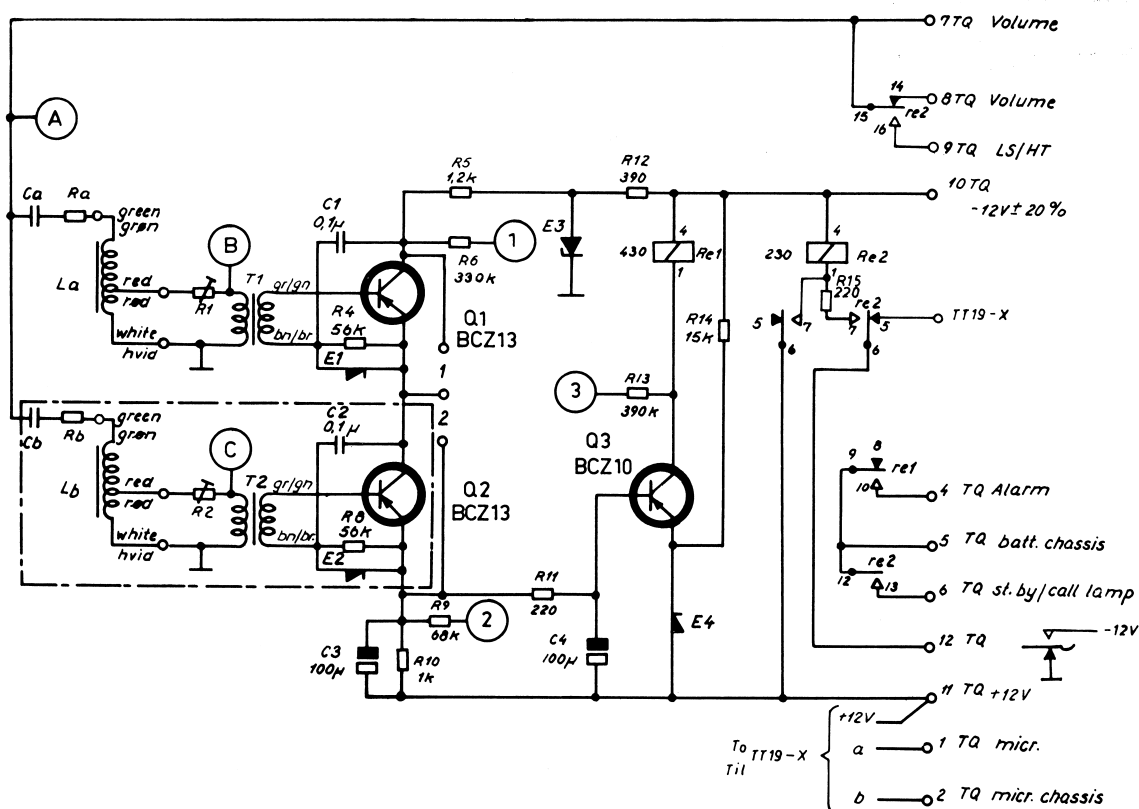 7TQ Volume
14
8TQ Volume
15
re2
16
9TQ LS/HT
A
R5
1,2k
R12
390
10TQ
-12V±20%
Ca
Ra
green
grøn
C1
0,1µ
E3
1
R6
330k
4
430
Re1
1
4
230
Re2
1
R15
220
B
La
red
rød
R1
T1
gr/gn
R4
56k
bn/br
white
hvid
E1
Q1
BCZ13
R14
15k
5
7
6
re2
7
5
6
TT19-X
1
2
3
R13
390k
Cb
Rb
green
grøn
C2
0,1µ
C
Lb
red
rød
R2
T2
gr/gn
R8
56k
bn/br.
white
hvid
E2
Q2
BCZ13
Q3
BCZ10
8
9
re1
10
4 TQ Alarm
5 TQ batt. chassis
re2
12
13
6 TQ st.by/call lamp
R11
220
R9
68k
2
E4
12 TQ
-12V
C3
100µ
R10
1k
C4
100µ
11 TQ +12V
+12V
To
Til
TT19-X
a
1 TQ micr.
b
2 TQ micr. chassis